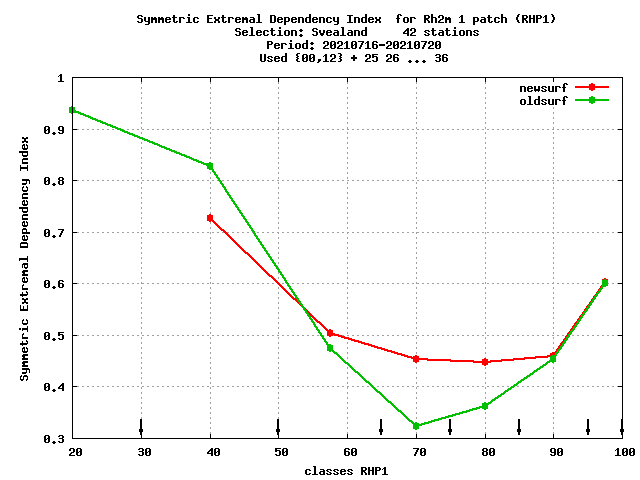 Symmetric Extremal Dependency Index  for Rh2m 1 patch (RHP1)
Selection: Svealand     42 stations
Period: 20210716-20210720
Used {00,12} + 25 26 ... 36
newsurf
oldsurf
Symmetric Extremal Dependency Index
1
0.9
0.8
0.7
0.6
0.5
0.4
0.3
20 30 40 50 60 70 80 90 100
classes RHP1